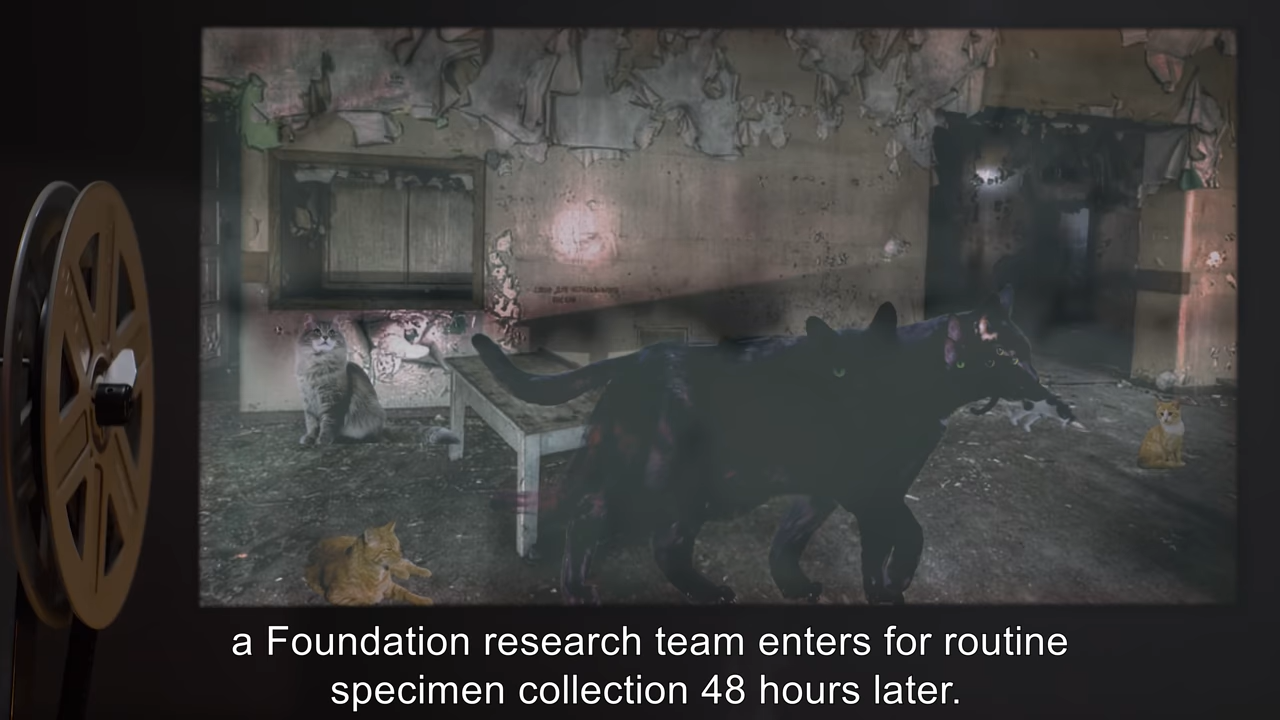 a Foundation research team enters for routine
specimen collection 48 hours later.